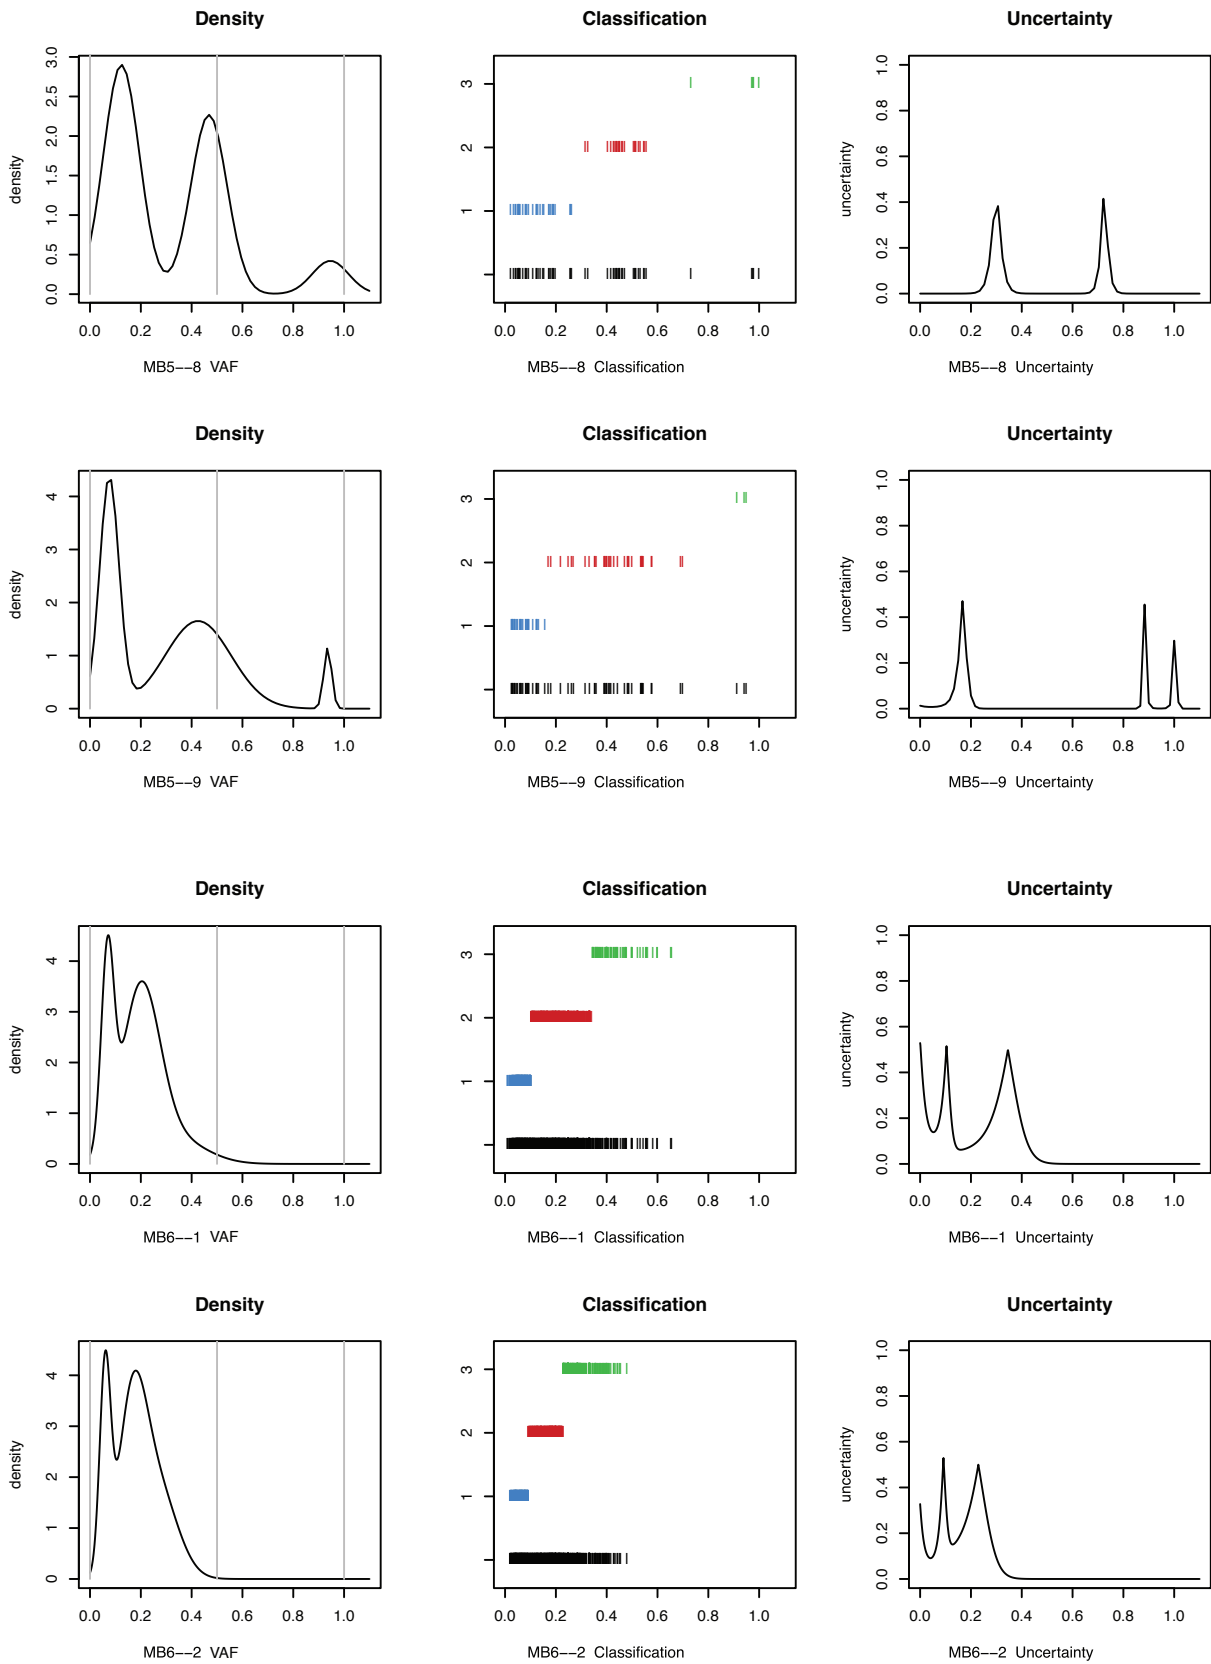 Density Classification Uncertainty
density
0.0 0.5 1.0 1.5 2.0 2.5 3.0
0.0 0.2 0.4 0.6 0.8 1.0
MB5--8 VAF
1 2 3
0.0 0.2 0.4 0.6 0.8 1.0
MB5--8 Classification
uncertainty
0.0 0.2 0.4 0.6 0.8 1.0
0.0 0.2 0.4 0.6 0.8 1.0
MB5--8 Uncertainty
Density Classification Uncertainty
density
0 1 2 3 4
0.0 0.2 0.4 0.6 0.8 1.0
MB5--9 VAF
1 2 3
0.0 0.2 0.4 0.6 0.8 1.0
MB5--9 Classification
uncertainty
0.0 0.2 0.4 0.6 0.8 1.0
0.0 0.2 0.4 0.6 0.8 1.0
MB5--9 Uncertainty
Density Classification Uncertainty
density
0 1 2 3 4
0.0 0.2 0.4 0.6 0.8 1.0
MB6--1 VAF
1 2 3
0.0 0.2 0.4 0.6 0.8 1.0
MB6--1 Classification
uncertainty
0.0 0.2 0.4 0.6 0.8 1.0
0.0 0.2 0.4 0.6 0.8 1.0
MB6--1 Uncertainty
Density Classification Uncertainty
density
0 1 2 3 4
0.0 0.2 0.4 0.6 0.8 1.0
MB6--2 VAF
1 2 3
0.0 0.2 0.4 0.6 0.8 1.0
MB6--2 Classification
uncertainty
0.0 0.2 0.4 0.6 0.8 1.0
0.0 0.2 0.4 0.6 0.8 1.0
MB6--2 Uncertainty